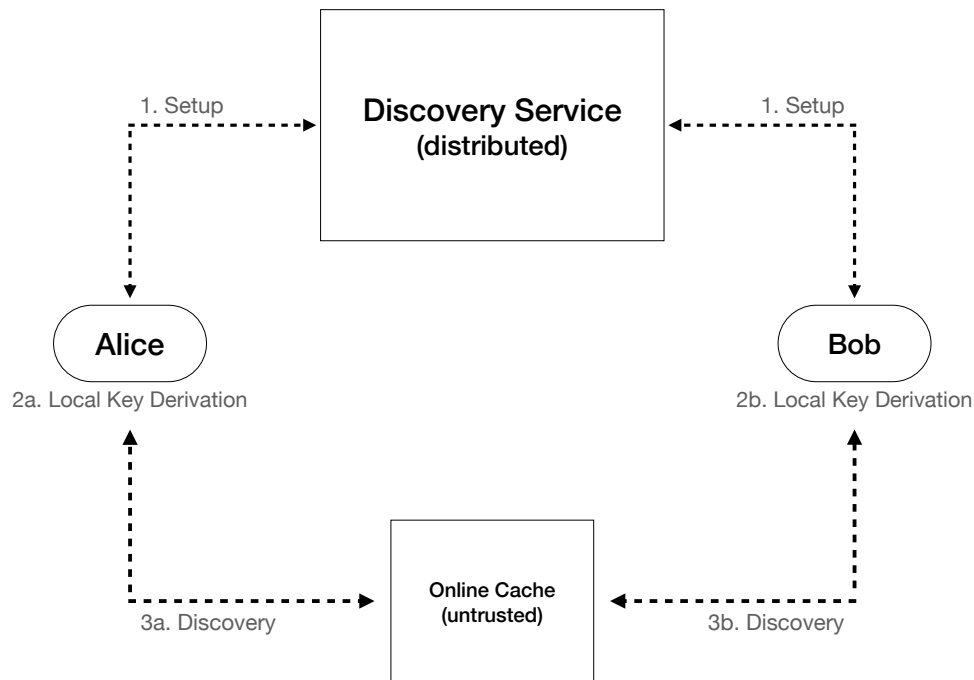 1. Setup
Discovery Service
(distributed)
1. Setup
Alice
Bob
2a. Local Key Derivation
2b. Local Key Derivation
Online Cache
(untrusted)
3a. Discovery
3b. Discovery